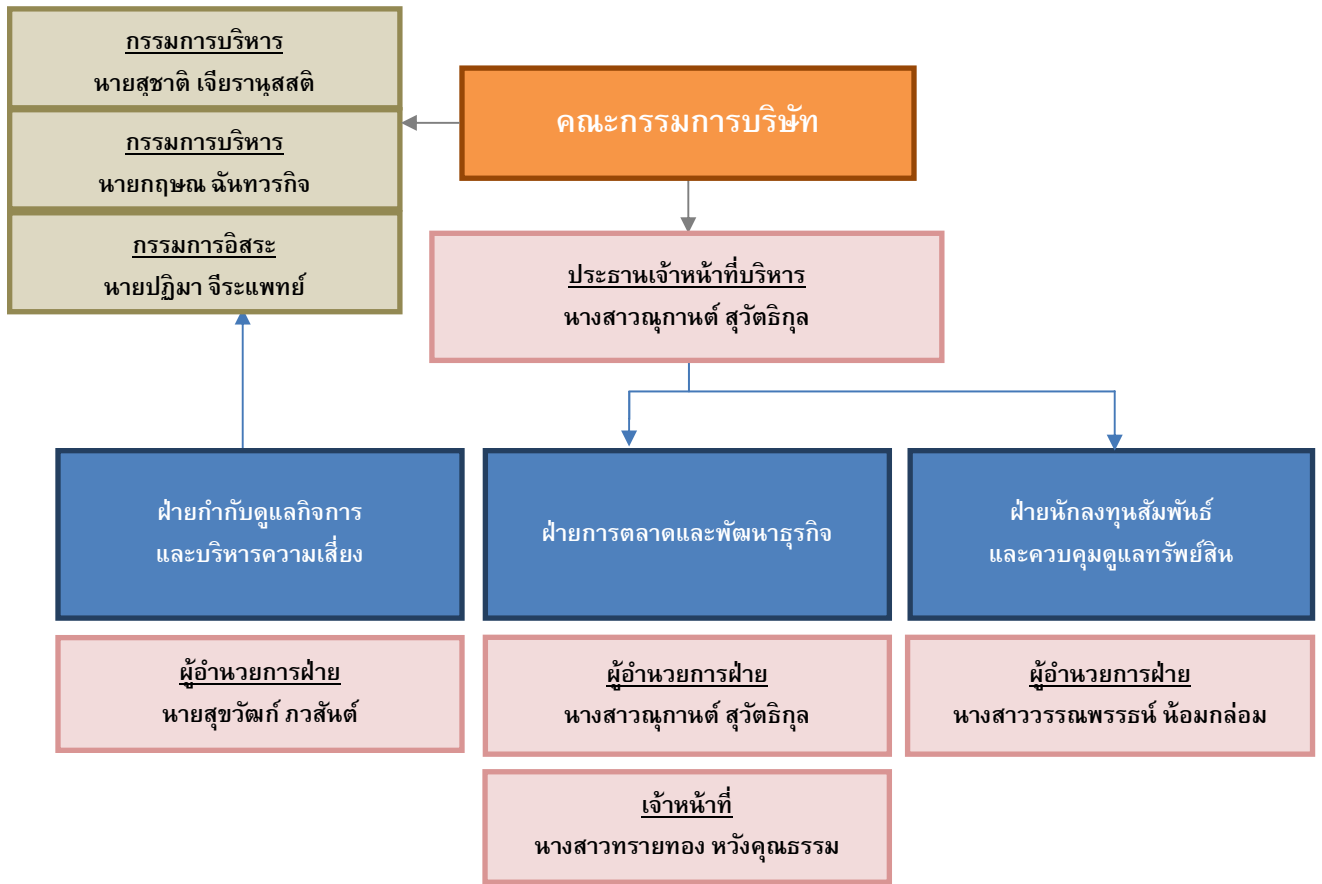 กรรมการบริหาร
นายสุชาติ เจียรานุสสติ
กรรมการบริหาร
นายกฤษณ ฉันทวรกิจ
กรรมการอิสระ
นายปฏิมา จีระแพทย์
คณะกรรมการบริษัท
ประธานเจ้าหน้าที่บริหาร
นางสาวณุกานต์ สุวัตธิกุล
ฝ่ายกำกับดูแลกิจการ
และบริหารความเสี่ยง
ผู้อำนวยการฝ่าย
นายสุขวัฒก์ ภวสันต์
ฝ่ายการตลาดและพัฒนาธุรกิจ
ผู้อำนวยการฝ่าย
นางสาวณุกานต์ สุวัตธิกุล
เจ้าหน้าที่
นางสาวทรายทอง หวังคุณธรรม
ฝ่ายนักลงทุนสัมพันธ์
และควบคุมดูแลทรัพย์สิน
ผู้อำนวยการฝ่าย
นางสาววรรณพรรธน์ น้อมกล่อม